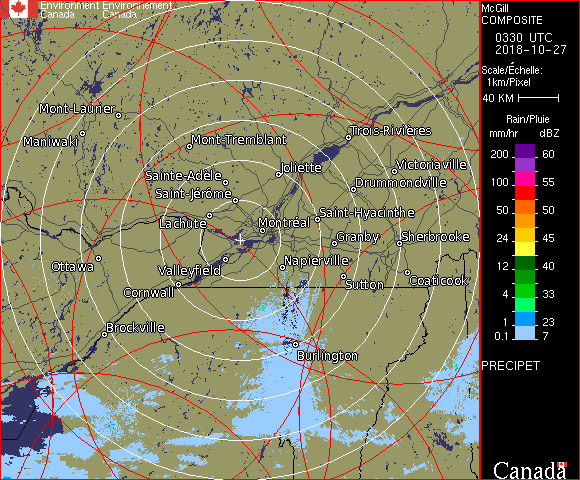 Environment Environnement
Canada Canada
McGill
COMPOSITE
0330 UTC
2018-10-27
Scale/Échelle:
1km/Pixel
40 KM
Rain/Pluie
mm/hr dBZ
200 60
155 
100 55
50 50
24 45
12 40
4 33
1 23
0.1 7
PRECIPET
Canada
Mont-Laurier
Maniwaki
Mont-Tremblant
Trois-Rivières
Joliette
Victoriaville
Sainte-Adèle
Drummondville
Saint-Jérôme
Saint-Hyacinthe
Lachute
Montréal
Granby
Sherbrooke
Ottawa
Valleyfield
Napierville
Cornwall
Sutton
Coaticook
Brockville
Burlington